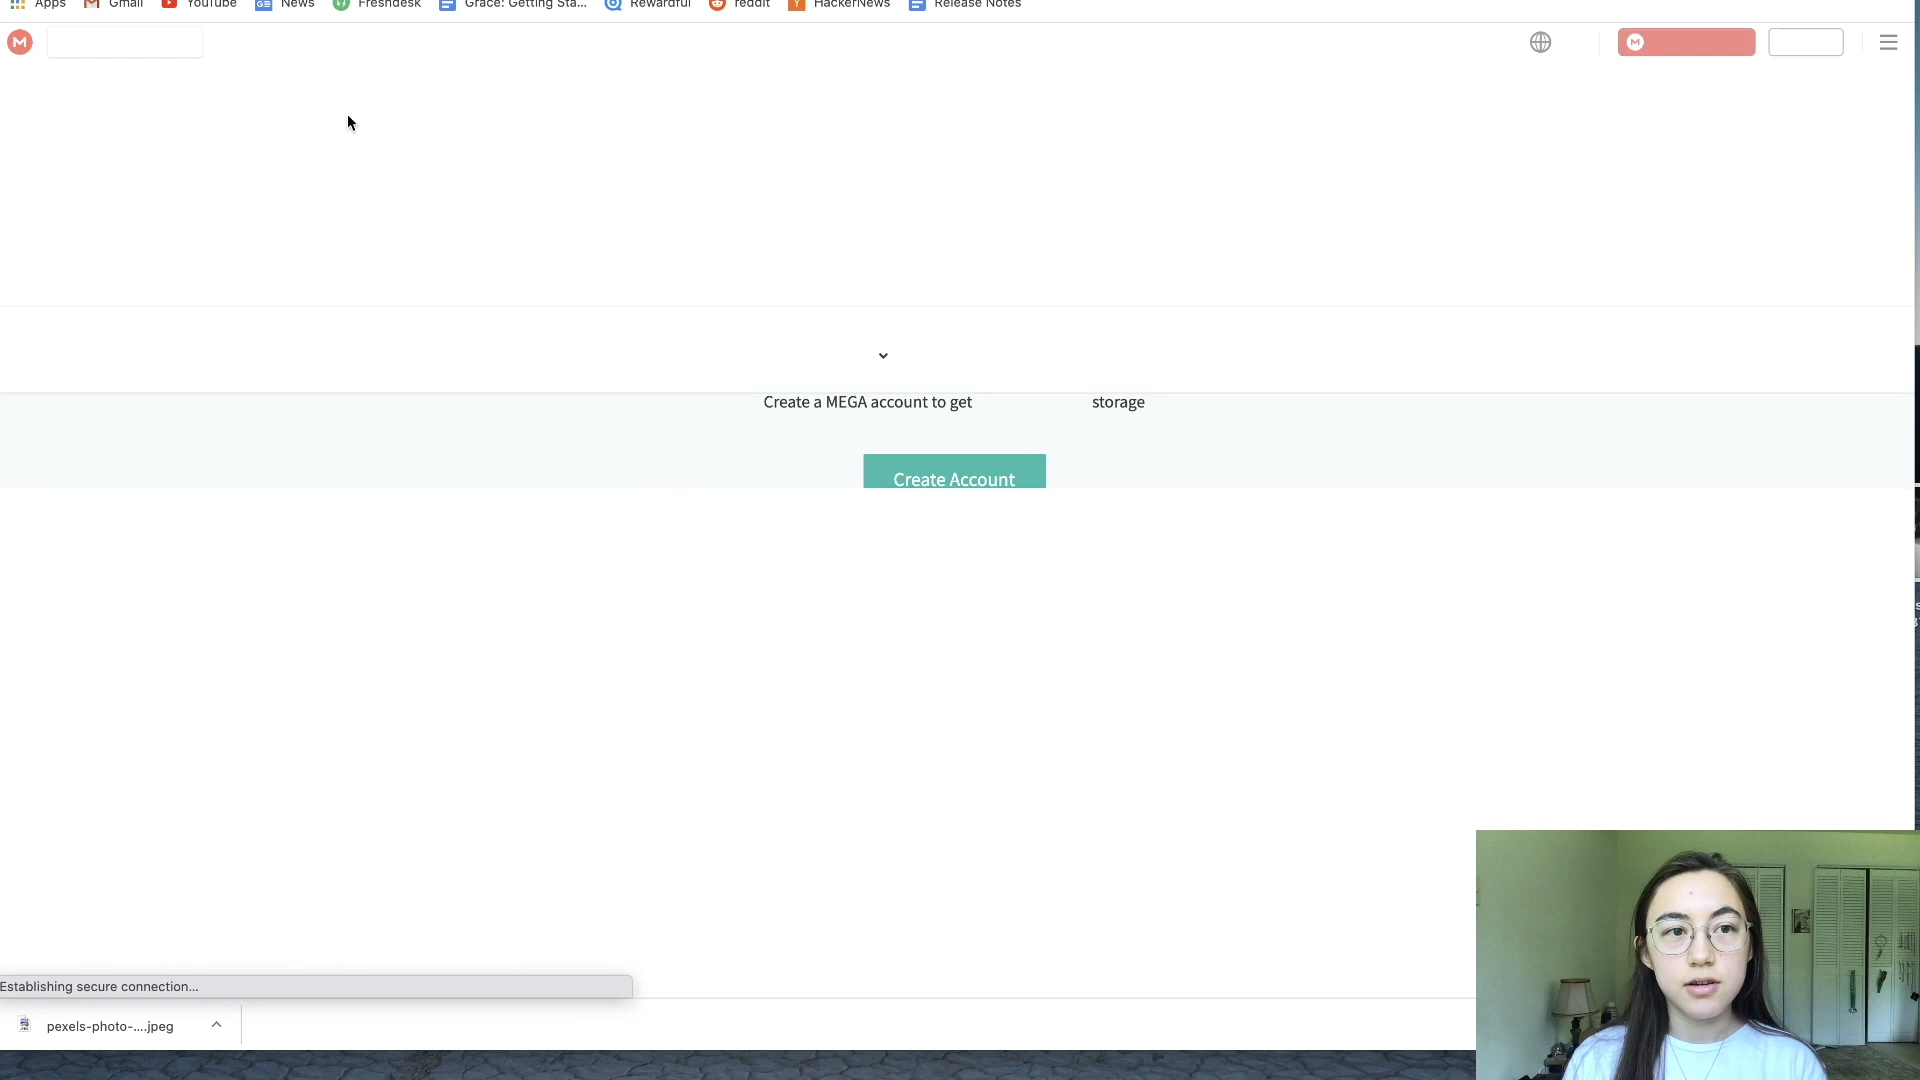 Apps Gmail YouTube News Freshdesk Grace: Getting Sta... Rewardful reddit HackerNews Release Notes
M M
Create a MEGA account to get storage
Create Account
Establishing secure connection...
pexels-photo-....jpeg